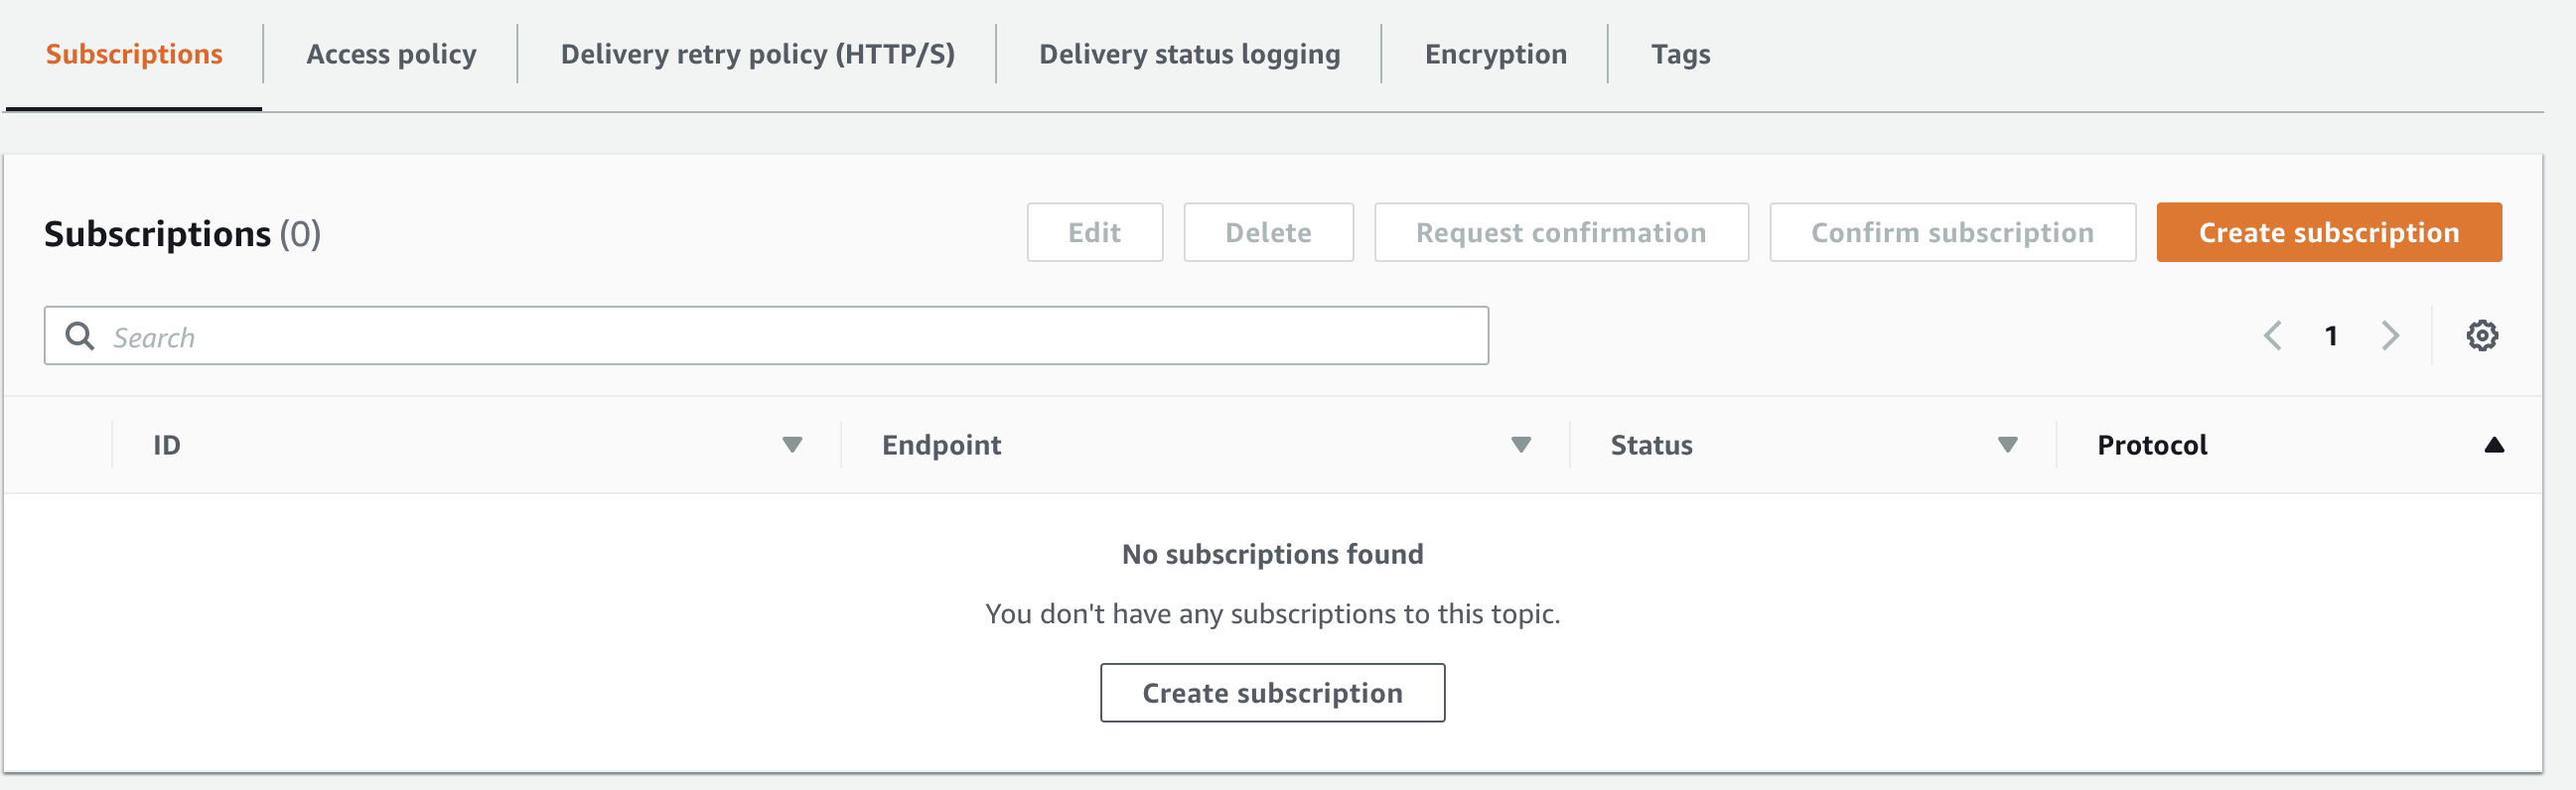 Subscriptions
Access policy
Delivery retry policy (HTTP/S)
Delivery status logging
Encryption
Tags
Subscriptions (0)
Edit
Delete
Request confirmation
Confirm subscription
Create subscription
Search
1
ID
Endpoint
Status
Protocol
No subscriptions found
You don't have any subscriptions to this topic.
Create subscription